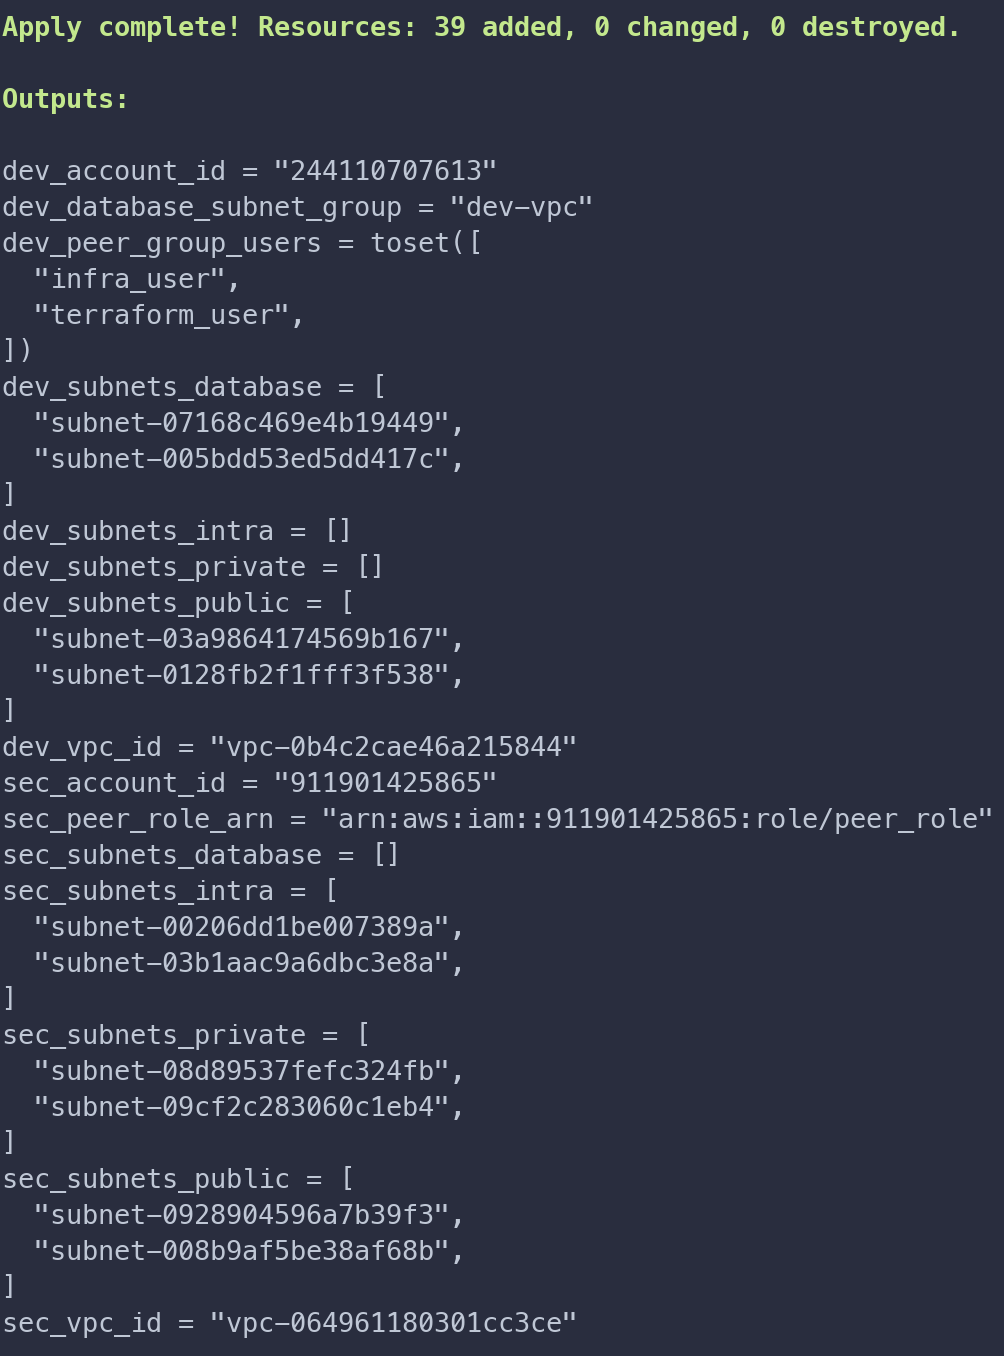 Apply complete! Resources: 39 added, 0 changed, 0 destroyed.
Outputs:
dev_account_id = "244110707613"
dev_database_subnet_group = "dev-vpc"
dev_peer_group_users = toset([
  "infra_user",
  "terraform_user",
])
dev_subnets_database = [
  "subnet-07168c469e4b19449",
  "subnet-005bdd53ed5dd417c",
]
dev_subnets_intra = []
dev_subnets_private = []
dev_subnets_public = [
  "subnet-03a9864174569b167",
  "subnet-0128fb2f1fff3f538",
]
dev_vpc_id = "vpc-0b4c2cae46a215844"
sec_account_id = "911901425865"
sec_peer_role_arn = "arn:aws:iam::911901425865:role/peer_role"
sec_subnets_database = []
sec_subnets_intra = [
  "subnet-00206dd1be007389a",
  "subnet-03b1aac9a6dbc3e8a",
]
sec_subnets_private = [
  "subnet-08d89537fefc324fb",
  "subnet-09cf2c283060c1eb4",
]
sec_subnets_public = [
  "subnet-0928904596a7b39f3",
  "subnet-008b9af5be38af68b",
]
sec_vpc_id = "vpc-064961180301cc3ce"